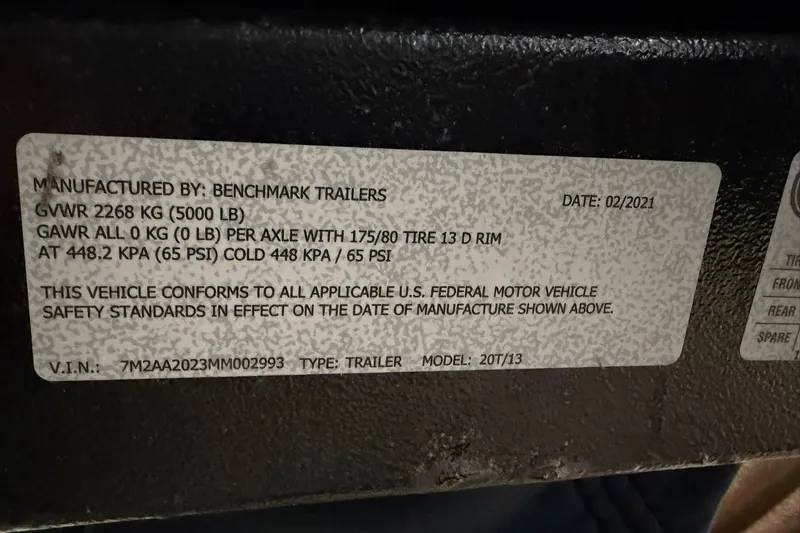 MANUFACTURED BY: BENCHMARK TRAILERS DATE: 02/2021
GVWR 2268 KG (5000 LB)
GAWR ALL 0 KG (0 LB) PER AXLE WITH 175/80 TIRE 13 D RIM
AT 448.2 KPA (65 PSI) COLD 448 KPA / 65 PSI
THIS VEHICLE CONFORMS TO ALL APPLICABLE U.S. FEDERAL MOTOR VEHICLE
SAFETY STANDARDS IN EFFECT ON THE DATE OF MANUFACTURE SHOWN ABOVE.
V.I.N.: 7M2AA2023MM002993 TYPE: TRAILER MODEL: 20T/13
REAR
SPARE